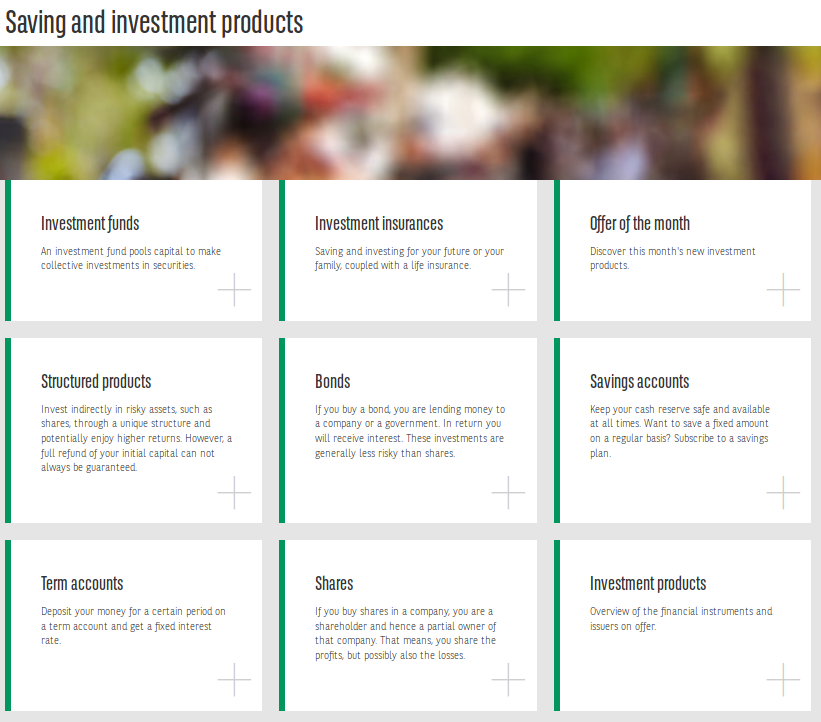 Saving and investment products
Investment funds
An investment fund pools capital to make
collective investments in securities.
Investment insurances
Saving and investing for your future or your
family, coupled with a life insurance.
Offer of the month
Discover this month's new investment
products.
Structured products
Invest indirectly in risky assets, such as
shares, through a unique structure and
potentially enjoy higher returns. However, a
full refund of your initial capital can not
always be guaranteed.
Bonds
If you buy a bond, you are lending money to
a company or a government. In return you
will receive interest. These investments are
generally less risky than shares.
Savings accounts
Keep your cash reserve safe and available
at all times. Want to save a fixed amount
on a regular basis? Subscribe to a savings
plan.
Term accounts
Deposit your money for a certain period on
a term account and get a fixed interest
rate.
Shares
If you buy shares in a company, you are a
shareholder and hence a partial owner of
that company. That means, you share the
profits, but possibly also the losses.
Investment products
Overview of the financial instruments and
issuers on offer.